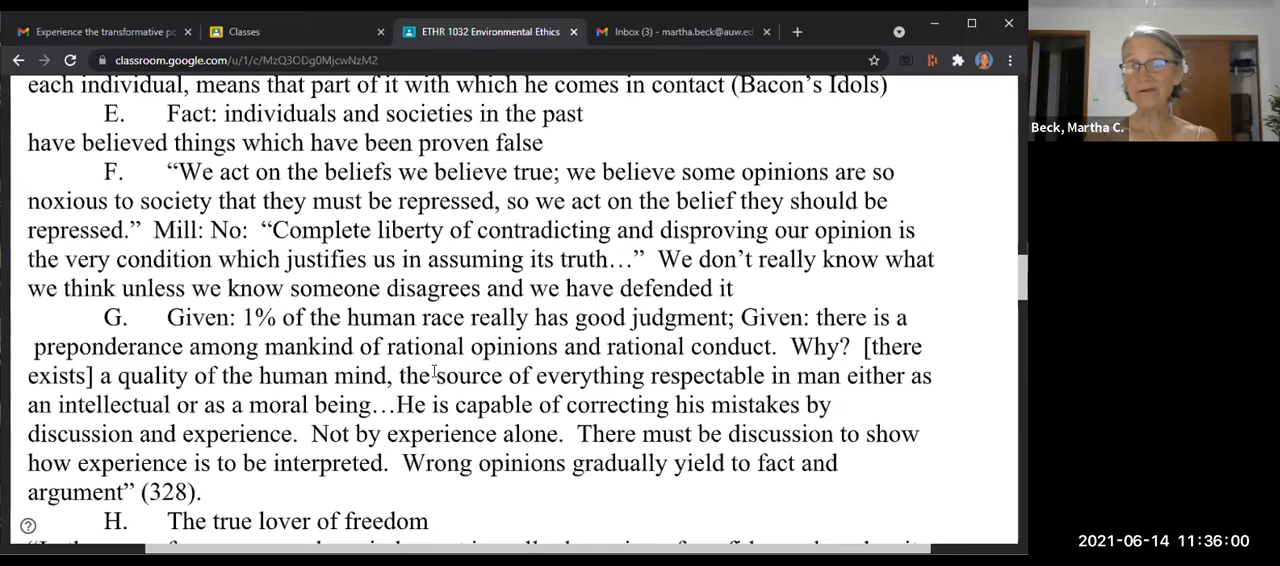 Experience the transformative po
Classes
ETHR 1032 Environmental Ethics
Inbox (3) - martha.beck@auw.ed
classroom.google.com/u/1/c/MzQ3ODg0MjcwNzM2
each individual, means that part of it with which he comes in contact (Bacon's Idols)
E. Fact: individuals and societies in the past
have believed things which have been proven false
F. “We act on the beliefs we believe true; we believe some opinions are so
noxious to society that they must be repressed, so we act on the belief they should be
repressed.” Mill: No: “Complete liberty of contradicting and disproving our opinion is
the very condition which justifies us in assuming its truth…” We don’t really know what
we think unless we know someone disagrees and we have defended it
G. Given: 1% of the human race really has good judgment; Given: there is a
preponderance among mankind of rational opinions and rational conduct. Why? [there
exists] a quality of the human mind, the source of everything respectable in man either as
an intellectual or as a moral being…He is capable of correcting his mistakes by
discussion and experience. Not by experience alone. There must be discussion to show
how experience is to be interpreted. Wrong opinions gradually yield to fact and
argument” (328).
H. The true lover of freedom
Beck, Martha C.
2021-06-14 11:36:00